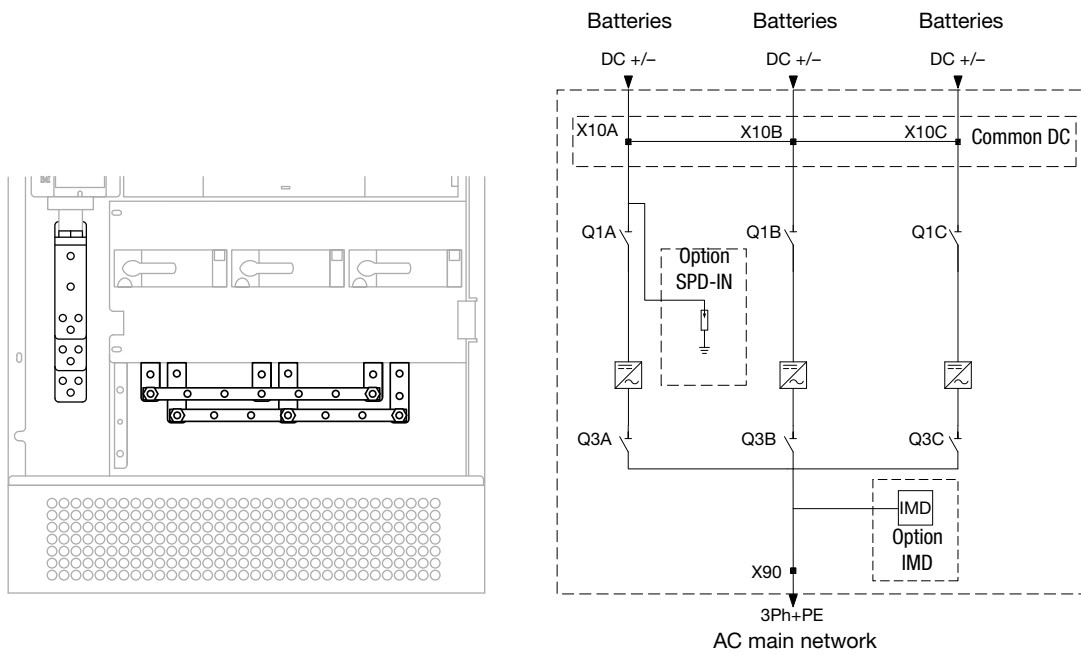 Batteries Batteries Batteries
DC +/– DC +/– DC +/–
X10A X10B X10C Common DC
Q1A Q1B Q1C
Option
SPD-IN
Q3A Q3B Q3C
IMD
Option
IMD
X90
3Ph+PE
AC main network